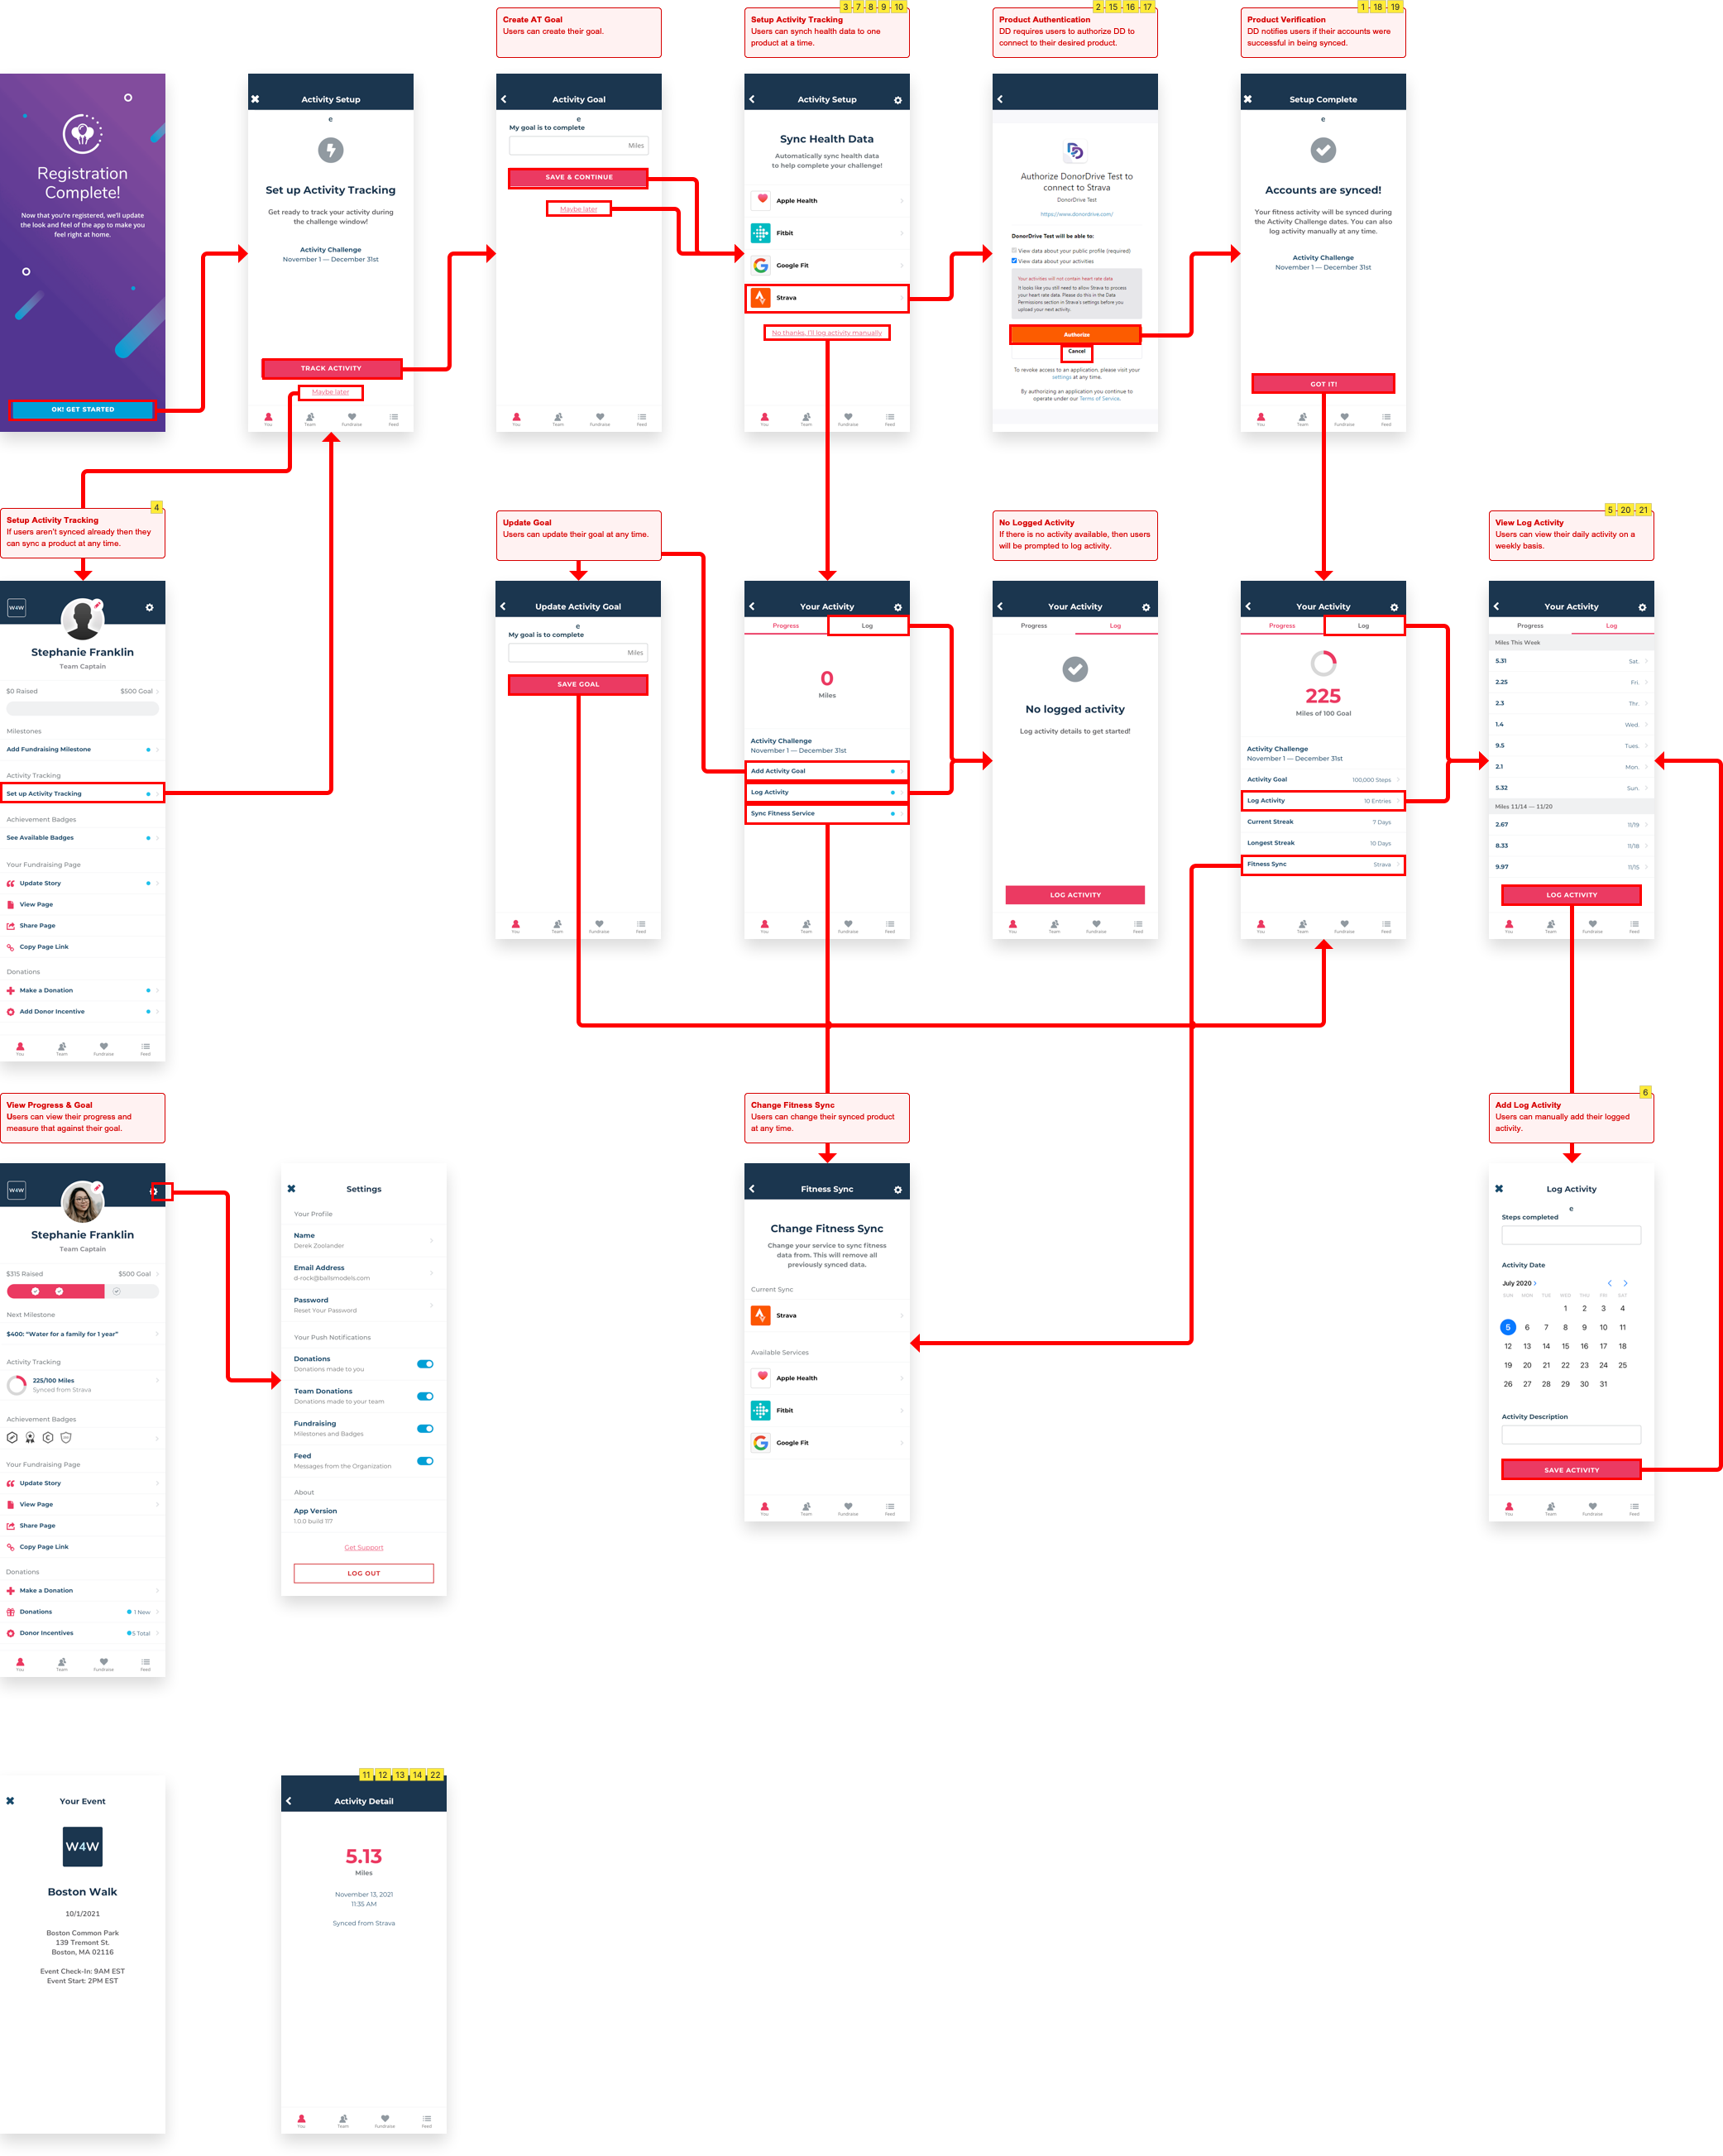 Create AT Goal
Users can create their goal.
3 - 7 - 8 - 9 - 10
Setup Activity Tracking
Users can synch health data to one
product at a time.
2 - 15 - 16 - 17
Product Authentication
DD requires users to authorize DD to
connect to their desired product.
1 - 18 - 19
Product Verification
DD notifies users if their accounts were
successful in being synced.
Registration
Complete!
Now that you're registered, we'll update
the look and feel of the app to make you
feel right at home.
OK! GET STARTED
Activity Setup
e
Set up Activity Tracking
Get ready to track your activity during
the challenge window!
Activity Challenge
November 1 — December 31st
TRACK ACTIVITY
Maybe later
You Team Fundraise Feed
Activity Goal
e
My goal is to complete
Miles
SAVE & CONTINUE
Maybe later
You Team Fundraise Feed
Activity Setup
Sync Health Data
Automatically sync health data
to help complete your challenge!
Apple Health
Fitbit
Google Fit
Strava
No thanks, I'll log activity manually
You Team Fundraise Feed
Authorize DonorDrive Test to
connect to Strava
DonorDrive Test
https://www.donordrive.com/
DonorDrive Test will be able to:
View data about your public profile (required)
View data about your activities
Your activities will not contain heart rate data.
It looks like you still need to allow Strava to process
your heart rate data. Please do this in the Data
Permissions section in Strava's settings before you
upload your next activity.
Authorize
Cancel
To revoke access to an application, please visit your
settings at any time.
By authorizing an application you continue to
operate under our Terms of Service.
Setup Complete
e
Accounts are synced!
Your fitness activity will be synced during
the Activity Challenge dates. You can also
log activity manually at any time.
Activity Challenge
November 1 — December 31st
GOT IT!
You Team Fundraise Feed
4
Setup Activity Tracking
If users aren't synced already then they
can sync a product at any time.
Update Goal
Users can update their goal at any time.
No Logged Activity
If there is no activity available, then users
will be prompted to log activity.
5 - 20 - 21
View Log Activity
Users can view their daily activity on a
weekly basis.
W4W
Stephanie Franklin
Team Captain
$0 Raised $500 Goal
Milestones
Add Fundraising Milestone
Activity Tracking
Set up Activity Tracking
Achievement Badges
See Available Badges
Your Fundraising Page
Update Story
View Page
Share Page
Copy Page Link
Donations
Make a Donation
Add Donor Incentive
You Team Fundraise Feed
Update Activity Goal
e
My goal is to complete
Miles
SAVE GOAL
You Team Fundraise Feed
Your Activity
Progress Log
0
Miles
Activity Challenge
November 1 — December 31st
Add Activity Goal
Log Activity
Sync Fitness Service
You Team Fundraise Feed
Your Activity
Progress Log
No logged activity
Log activity details to get started!
LOG ACTIVITY
You Team Fundraise Feed
Your Activity
Progress Log
225
Miles of 100 Goal
Activity Challenge
November 1 — December 31st
Activity Goal 100,000 Steps
Log Activity 10 Entries
Current Streak 7 Days
Longest Streak 10 Days
Fitness Sync Strava
You Team Fundraise Feed
Your Activity
Progress Log
Miles This Week
5.31 Sat.
2.25 Fri.
2.3 Thr.
1.4 Wed.
9.5 Tues.
2.1 Mon.
5.32 Sun.
Miles 11/14 — 11/20
2.67 11/19
8.33 11/18
9.97 11/15
LOG ACTIVITY
You Team Fundraise Feed
View Progress & Goal
Users can view their progress and
measure that against their goal.
Change Fitness Sync
Users can change their synced product
at any time.
6
Add Log Activity
Users can manually add their logged
activity.
W4W
Stephanie Franklin
Team Captain
$315 Raised $500 Goal
Next Milestone
$400: "Water for a family for 1 year"
Activity Tracking
225/100 Miles
Synced from Strava
Achievement Badges
Your Fundraising Page
Update Story
View Page
Share Page
Copy Page Link
Donations
Make a Donation
Donations 1 New
Donor Incentives 5 Total
You Team Fundraise Feed
Settings
Your Profile
Name
Derek Zoolander
Email Address
d-rock@ballsmodels.com
Password
Reset Your Password
Your Push Notifications
Donations
Donations made to you
Team Donations
Donations made to your team
Fundraising
Milestones and Badges
Feed
Messages from the Organization
About
App Version
1.0.0 build 117
Get Support
LOG OUT
Fitness Sync
Change Fitness Sync
Change your service to sync fitness
data from. This will remove all
previously synced data.
Current Sync
Strava
Available Services
Apple Health
Fitbit
Google Fit
You Team Fundraise Feed
Log Activity
e
Steps completed
Activity Date
July 2020
SUN MON TUE WED THU FRI SAT
1 2 3 4
5 6 7 8 9 10 11
12 13 14 15 16 17 18
19 20 21 22 23 24 25
26 27 28 29 30 31
Activity Description
SAVE ACTIVITY
You Team Fundraise Feed
Your Event
W4W
Boston Walk
10/1/2021
Boston Common Park
139 Tremont St.
Boston, MA 02116
Event Check-In: 9AM EST
Event Start: 2PM EST
11 12 13 14 22
Activity Detail
5.13
Miles
November 13, 2021
11:35 AM
Synced from Strava
You Team Fundraise Feed